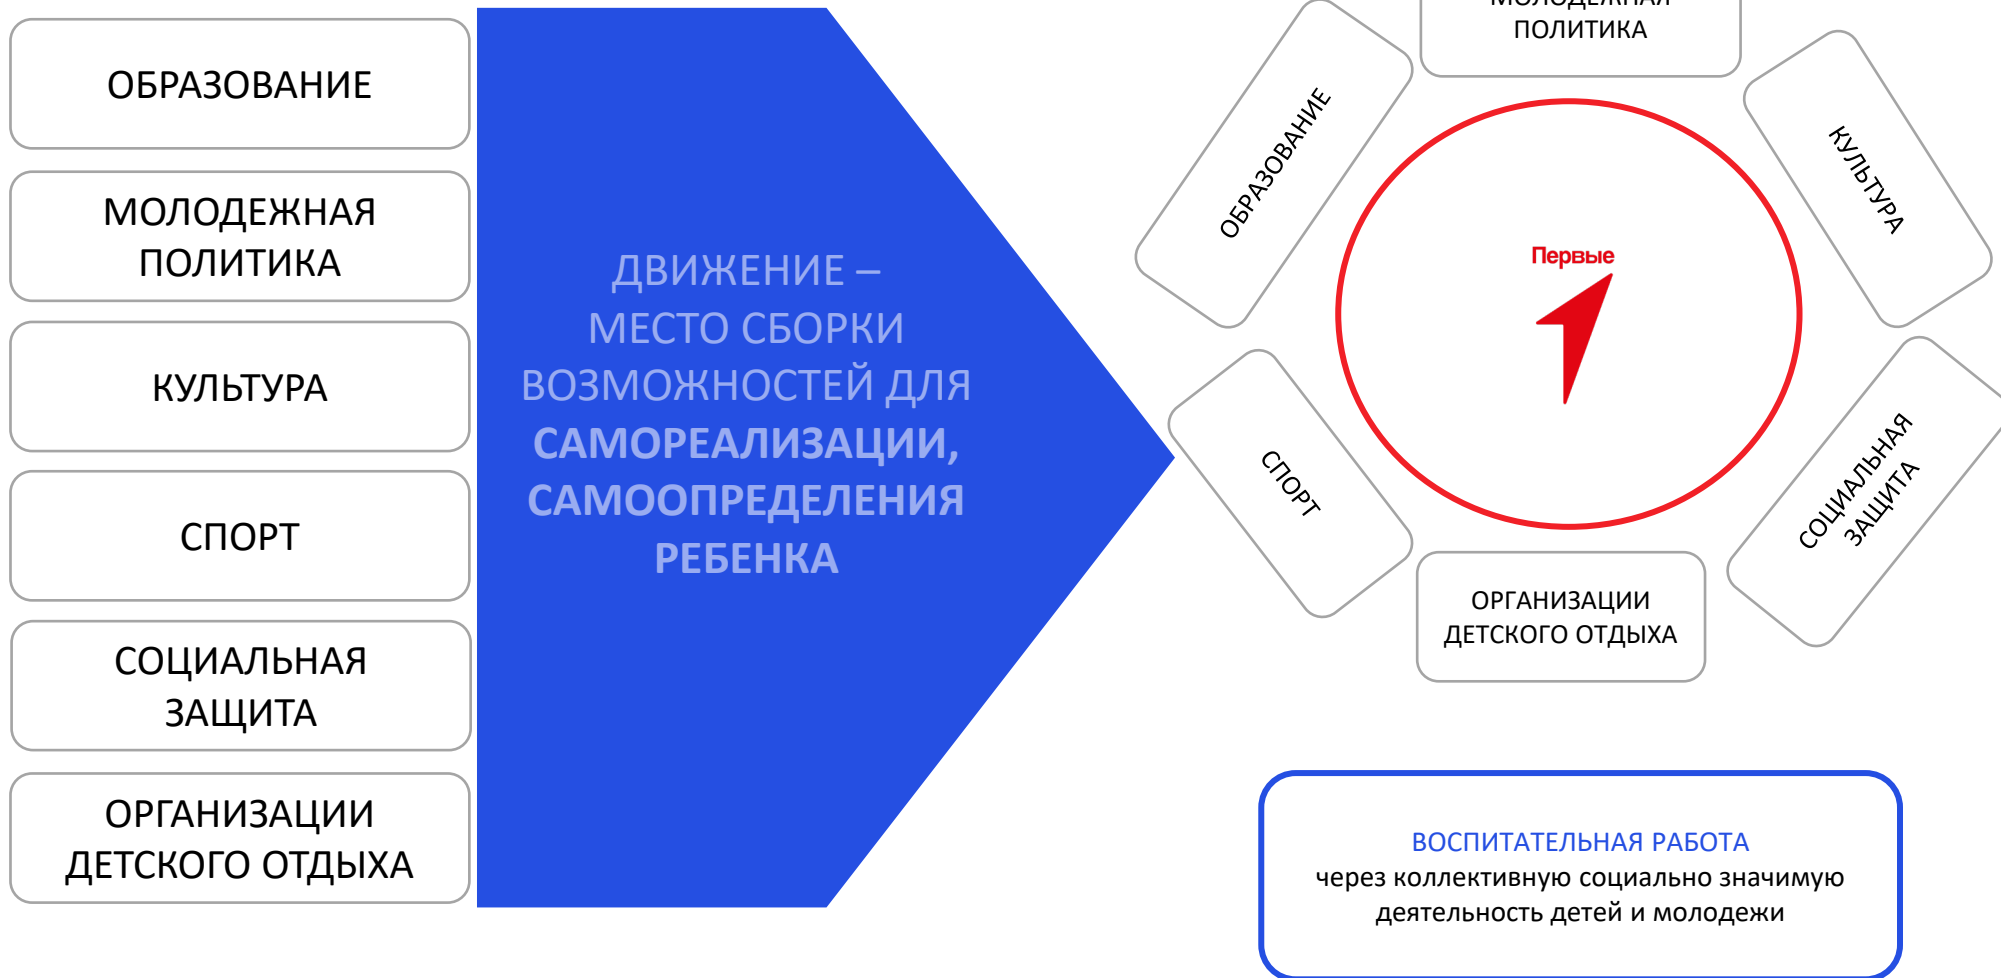 ОБРАЗОВАНИЕ
МОЛОДЕЖНАЯ
ПОЛИТИКА
КУЛЬТУРА
СПОРТ
СОЦИАЛЬНАЯ
ЗАЩИТА
ОРГАНИЗАЦИИ
ДЕТСКОГО ОТДЫХА
ДВИЖЕНИЕ –
МЕСТО СБОРКИ
ВОЗМОЖНОСТЕЙ ДЛЯ
САМОРЕАЛИЗАЦИИ,
САМООПРЕДЕЛЕНИЯ
РЕБЕНКА
МОЛОДЕЖНАЯ
ПОЛИТИКА
ОБРАЗОВАНИЕ
КУЛЬТУРА
Первые
СПОРТ
СОЦИАЛЬНАЯ
ЗАЩИТА
ОРГАНИЗАЦИИ
ДЕТСКОГО ОТДЫХА
ВОСПИТАТЕЛЬНАЯ РАБОТА
через коллективную социально значимую
деятельность детей и молодежи